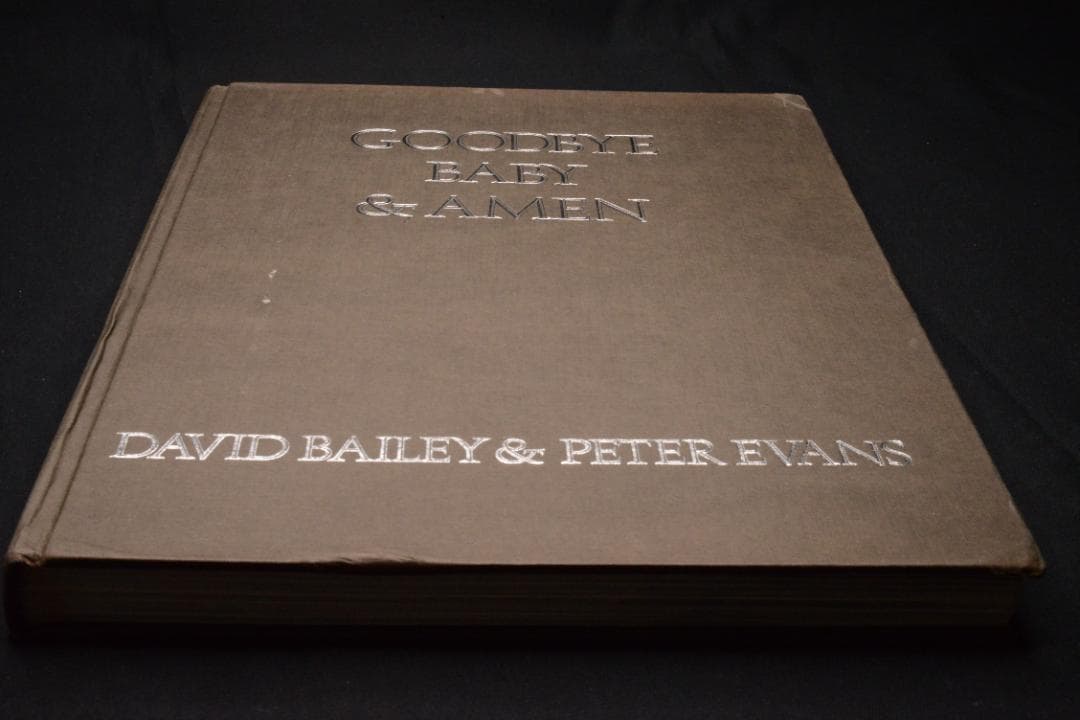 GOODBYE
BABY
& AMEN
DAVID BAILEY & PETER EVANS